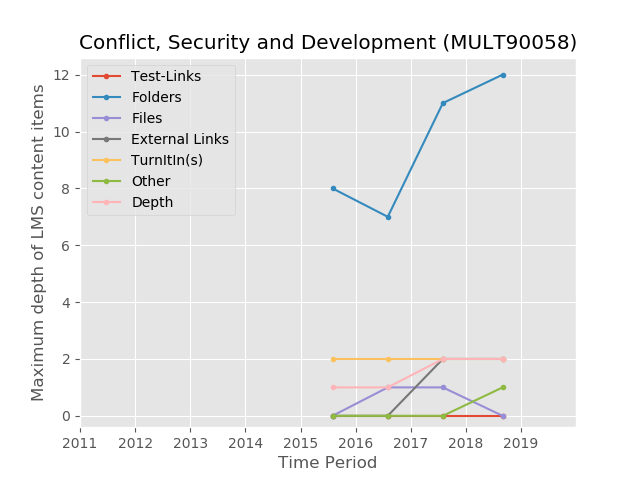 Conflict, Security and Development (MULT90058)
Maximum depth of LMS content items
12
10
8
6
4
2
0
Test-Links
Folders
Files
External Links
TurnItIn(s)
Other
Depth
2011 2012 2013 2014 2015 2016 2017 2018 2019
Time Period